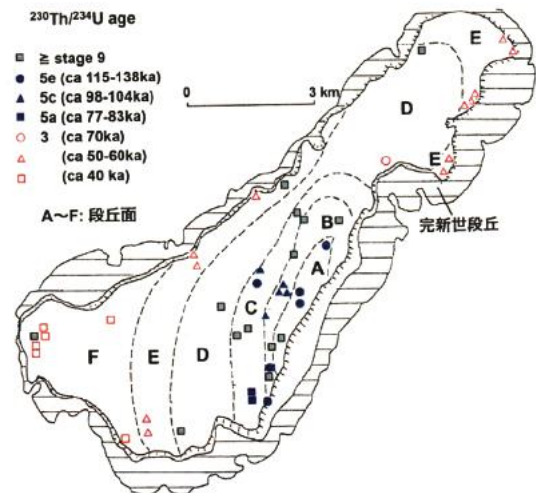 ²³⁰Th/²³⁴U age
≧ stage 9
5e (ca 115-138ka)
5c (ca 98-104ka)
5a (ca 77-83ka)
3 (ca 70ka)
(ca 50-60ka)
(ca 40 ka)
A～F: 段丘面
0 3 km
E
D
E
完新世段丘
B
A
C
D
E
F